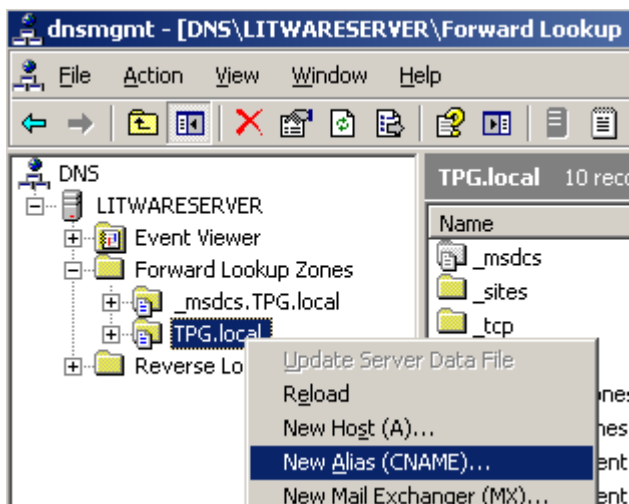 dnsmgmt - [DNS\LITWARESERVER\Forward Lookup
File Action View Window Help
DNS
LITWARESERVER
Event Viewer
Forward Lookup Zones
_msdcs.TPG.local
TPG.local
Reverse Lo
TPG.local 10 reco
Name
_msdcs
_sites
_tcp
Update Server Data File
Reload
New Host (A)...
New Alias (CNAME)...
New Mail Exchanger (MX)...